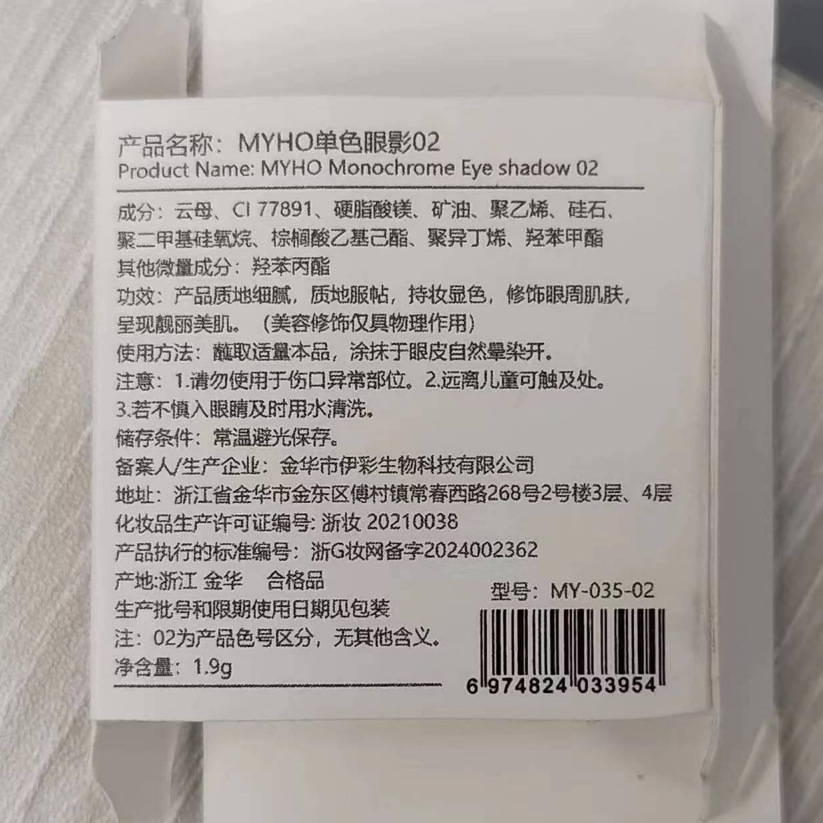 产品名称：MYHO单色眼影02
Product Name: MYHO Monochrome Eye shadow 02
成分：云母、CI 77891、硬脂酸镁、矿油、聚乙烯、硅石、
聚二甲基硅氧烷、棕榈酸乙基己酯、聚异丁烯、羟苯甲酯
其他微量成分：羟苯丙酯
功效：产品质地细腻，质地服帖，持妆显色，修饰眼周肌肤，
呈现靓丽美肌。（美容修饰仅具物理作用）
使用方法：蘸取适量本品，涂抹于眼皮自然晕染开。
注意：1.请勿使用于伤口异常部位。2.远离儿童可触及处。
3.若不慎入眼睛及时用水清洗。
储存条件：常温避光保存。
备案人/生产企业：金华市伊彩生物科技有限公司
地址：浙江省金华市金东区傅村镇常春西路268号2号楼3层、4层
化妆品生产许可证编号: 浙妆 20210038
产品执行的标准编号：浙G妆网备字2024002362
产地:浙江 金华 合格品
型号：MY-035-02
生产批号和限期使用日期见包装
注：02为产品色号区分，无其他含义。
净含量：1.9g
6 974824 033954